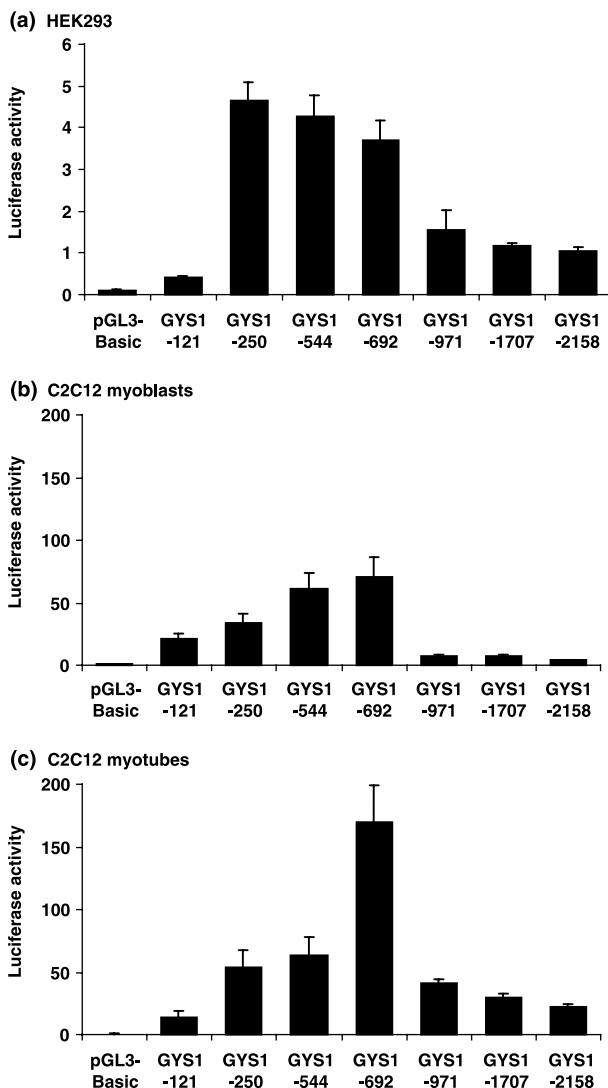 (a) HEK293
Luciferase activity
6
5
4
3
2
1
0
pGL3- GYS1 GYS1 GYS1 GYS1 GYS1 GYS1 GYS1
Basic -121 -250 -544 -692 -971 -1707 -2158
(b) C2C12 myoblasts
Luciferase activity
200
150
100
50
0
pGL3- GYS1 GYS1 GYS1 GYS1 GYS1 GYS1 GYS1
Basic -121 -250 -544 -692 -971 -1707 -2158
(c) C2C12 myotubes
Luciferase activity
200
150
100
50
0
pGL3- GYS1 GYS1 GYS1 GYS1 GYS1 GYS1 GYS1
Basic -121 -250 -544 -692 -971 -1707 -2158